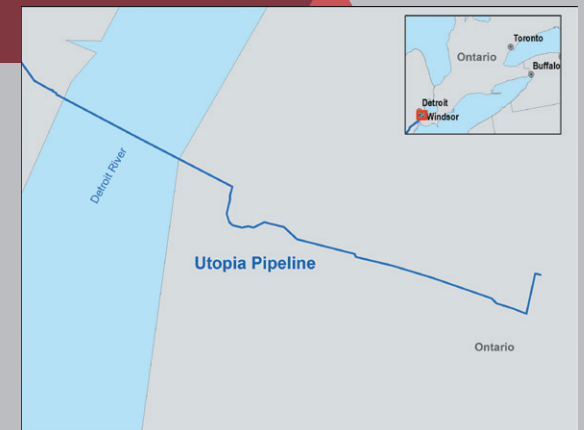 Toronto
Ontario
Buffalo
Detroit
Windsor
Detroit River
Utopia Pipeline
Ontario